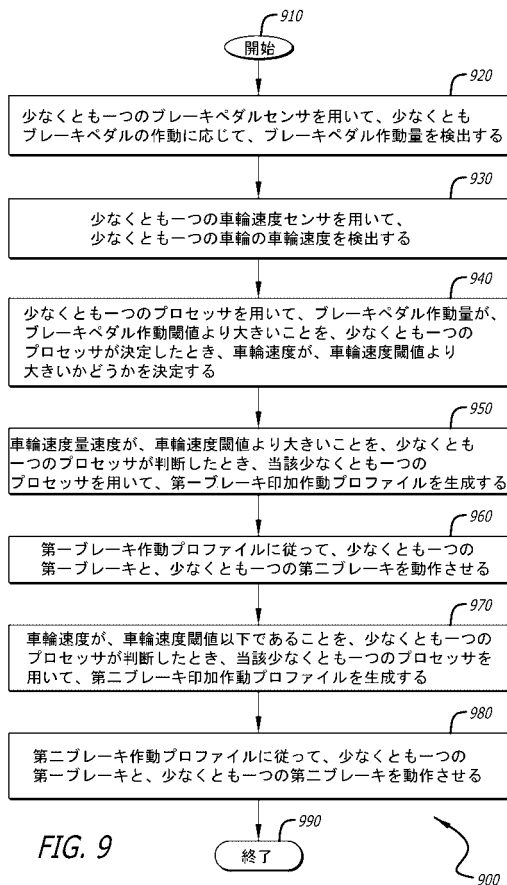 910
開始
920
少なくとも一つのブレーキペダルセンサを用いて、少なくとも
ブレーキペダルの作動に応じて、ブレーキペダル作動量を検出する
930
少なくとも一つの車輪速度センサを用いて、
少なくとも一つの車輪の車輪速度を検出する
940
少なくとも一つのプロセッサを用いて、ブレーキペダル作動量が、
ブレーキペダル作動閾値より大きいことを、少なくとも一つの
プロセッサが決定したとき、車輪速度が、車輪速度閾値より
大きいかどうかを決定する
950
車輪速度量速度が、車輪速度閾値より大きいことを、少なくとも
一つのプロセッサが判断したとき、当該少なくとも一つの
プロセッサを用いて、第一ブレーキ印加作動プロファイルを生成する
960
第一ブレーキ作動プロファイルに従って、少なくとも一つの
第一ブレーキと、少なくとも一つの第二ブレーキを動作させる
970
車輪速度が、車輪速度閾値以下であることを、少なくとも一つの
プロセッサが判断したとき、当該少なくとも一つのプロセッサを
用いて、第二ブレーキ印加作動プロファイルを生成する
980
第二ブレーキ作動プロファイルに従って、少なくとも一つの
第一ブレーキと、少なくとも一つの第二ブレーキを動作させる
990
終了
FIG. 9
900